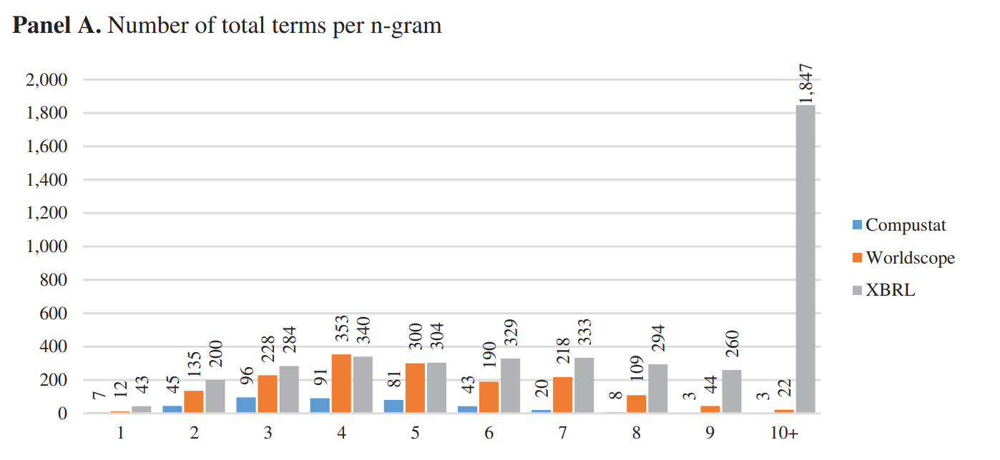 Panel A. Number of total terms per n-gram
2,000
1,800
1,600
1,400
1,200
1,000
800
600
400
200
0
7 12 43 45 135 200 96 228 284 91 353 340 81 300 304 43 190 329 20 218 333 8 109 294 3 44 260 3 22 1,847
1 2 3 4 5 6 7 8 9 10+
Compustat
Worldscope
XBRL